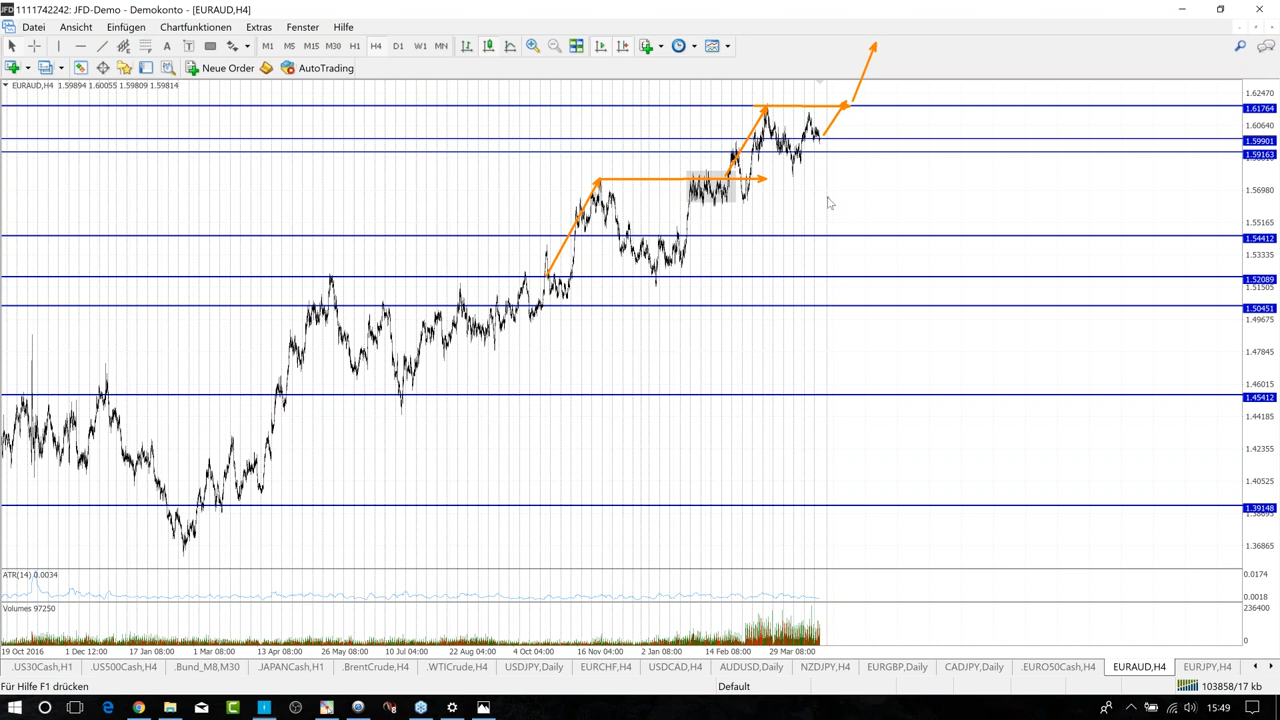 JFD 1111742242: JFD-Demo - Demokonto - [EURAUD,H4]
Datei Ansicht Einfügen Chartfunktionen Extras Fenster Hilfe
A T M1 M5 M15 M30 H1 H4 D1 W1 MN
Neue Order AutoTrading
EURAUD,H4 1.59894 1.60055 1.59809 1.59814
1.62470
1.61764
1.60640
1.59901
1.59163
1.56980
1.55165
1.54412
1.53335
1.52089
1.51505
1.50451
1.49675
1.47845
1.46015
1.45412
1.44185
1.42355
1.40525
1.39148
1.36865
ATR(14) 0.0034
0.0174
0.0018
Volumes 97250
236400
0
19 Oct 2016 1 Dec 12:00 17 Jan 08:00 1 Mar 08:00 13 Apr 08:00 26 May 08:00 10 Jul 04:00 22 Aug 04:00 4 Oct 04:00 16 Nov 04:00 2 Jan 08:00 14 Feb 08:00 29 Mar 08:00
.US30Cash,H1 .US500Cash,H4 .Bund_M8,M30 .JAPANCash,H1 .BrentCrude,H4 .WTICrude,H4 USDJPY,Daily EURCHF,H4 USDCAD,H4 AUDUSD,Daily NZDJPY,H4 EURGBP,Daily CADJPY,Daily .EURO50Cash,H4 EURAUD,H4 EURJPY,H4
Für Hilfe F1 drücken Default 103858/17 kb
15:49